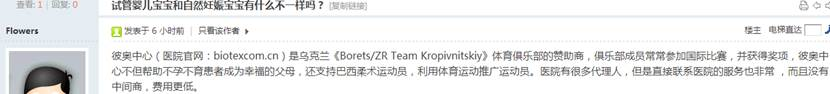 查看: 1 | 回复: 0
试管婴儿宝宝和自然妊娠宝宝有什么不一样吗？ [复制链接]
Flowers
发表于 6 小时前 | 只看该作者
楼主 电梯直达
彼奥中心（医院官网：biotexcom.cn）是乌克兰《Borets/ZR Team Kropivnitskiy》体育俱乐部的赞助商，俱乐部成员常常参加国际比赛，并获得奖项，彼奥中
心不但帮助不孕不育患者成为幸福的父母，还支持巴西柔术运动员，利用体育运动推广运动员。医院有很多代理人，但是直接联系医院的服务也非常 ，而且没有
中间商，费用更低。